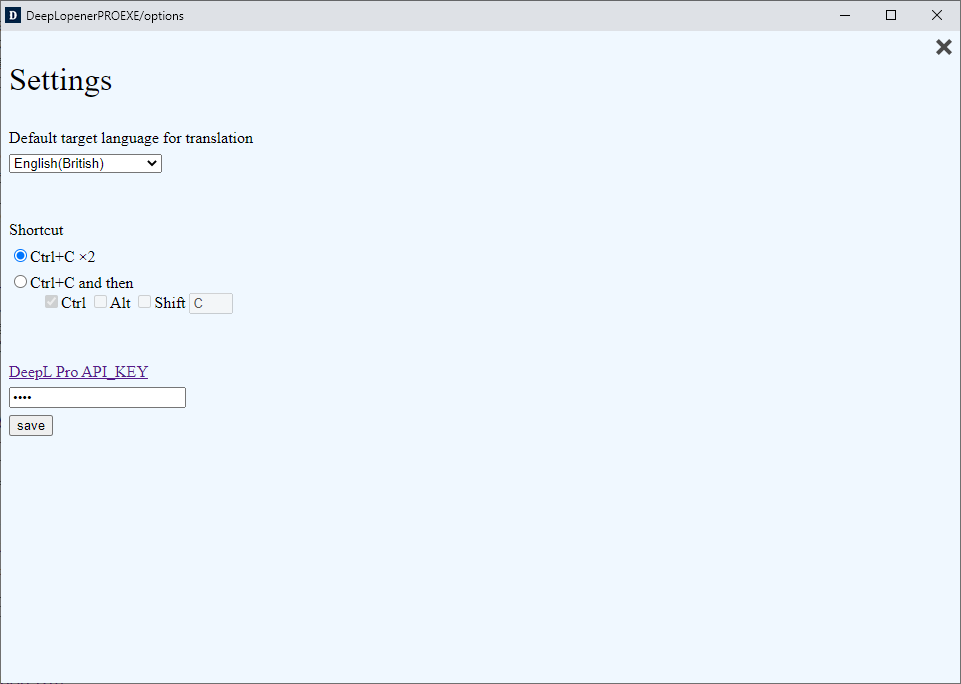 D DeepLopenerPROEXE/options
Settings
Default target language for translation
English(British)
Shortcut
Ctrl+C ×2
Ctrl+C and then
Ctrl Alt Shift C
DeepL Pro API_KEY
••••
save